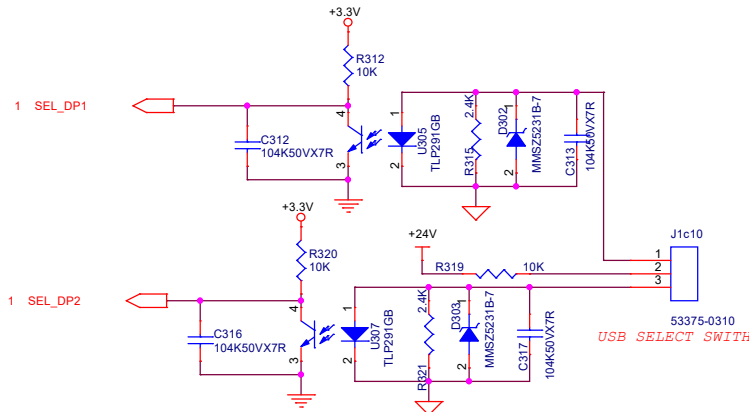 +3.3V
R312
10K
1 SEL_DP1
4
3
C312
104K50VX7R
1
2
U305
TLP291GB
2.4K
R315
1
2
D302
MMSZ5231B-7
C313
104K50VX7R
+3.3V
R320
10K
1 SEL_DP2
4
3
C316
104K50VX7R
+24V
R319
10K
1
2
U307
TLP291GB
2.4K
R321
1
2
D303
MMSZ5231B-7
C317
104K50VX7R
J1c10
1
2
3
53375-0310
USB SELECT SWITH